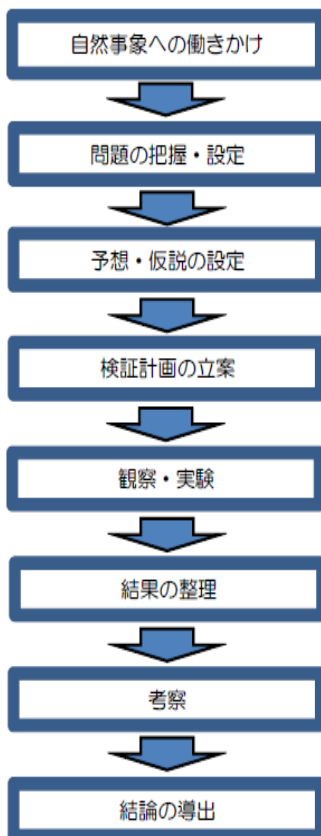 自然事象への働きかけ
問題の把握・設定
予想・仮説の設定
検証計画の立案
観察・実験
結果の整理
考察
結論の導出